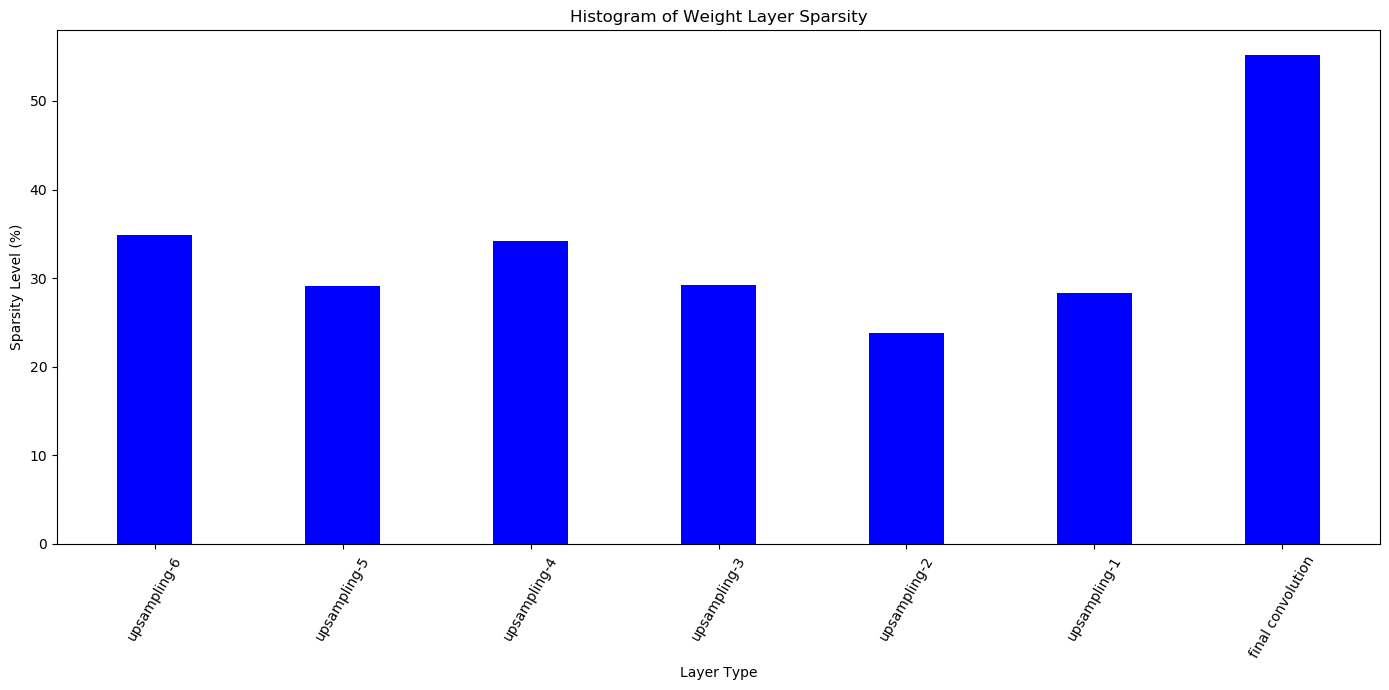 Histogram of Weight Layer Sparsity
Sparsity Level (%)
50
40
30
20
10
0
upsampling-6
upsampling-5
upsampling-4
upsampling-3
upsampling-2
upsampling-1
final convolution
Layer Type